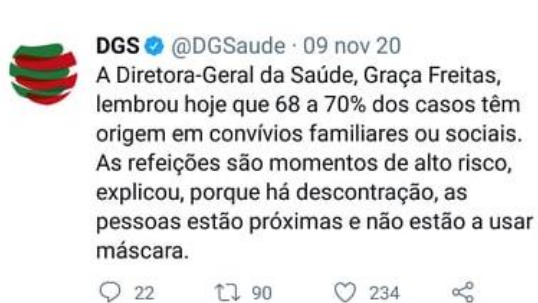 DGS @DGSaude · 09 nov 20
A Diretora-Geral da Saúde, Graça Freitas,
lembrou hoje que 68 a 70% dos casos têm
origem em convívios familiares ou sociais.
As refeições são momentos de alto risco,
explicou, porque há descontração, as
pessoas estão próximas e não estão a usar
máscara.
22 90 234